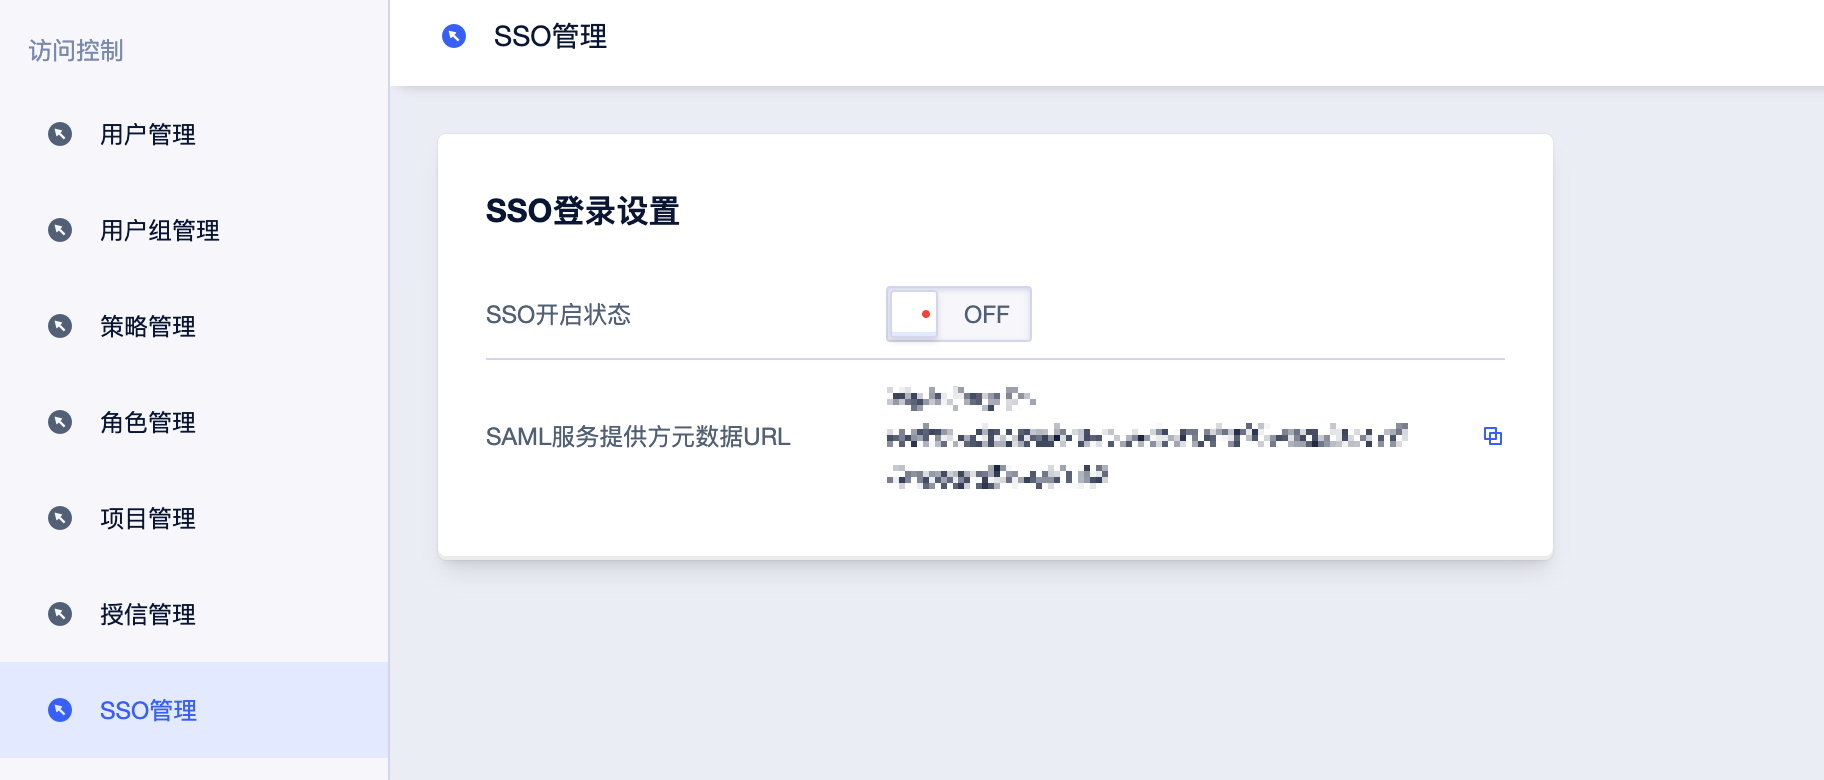 访问控制
用户管理
用户组管理
策略管理
角色管理
项目管理
授信管理
SSO管理
SSO管理
SSO登录设置
SSO开启状态
OFF
SAML服务提供方元数据URL